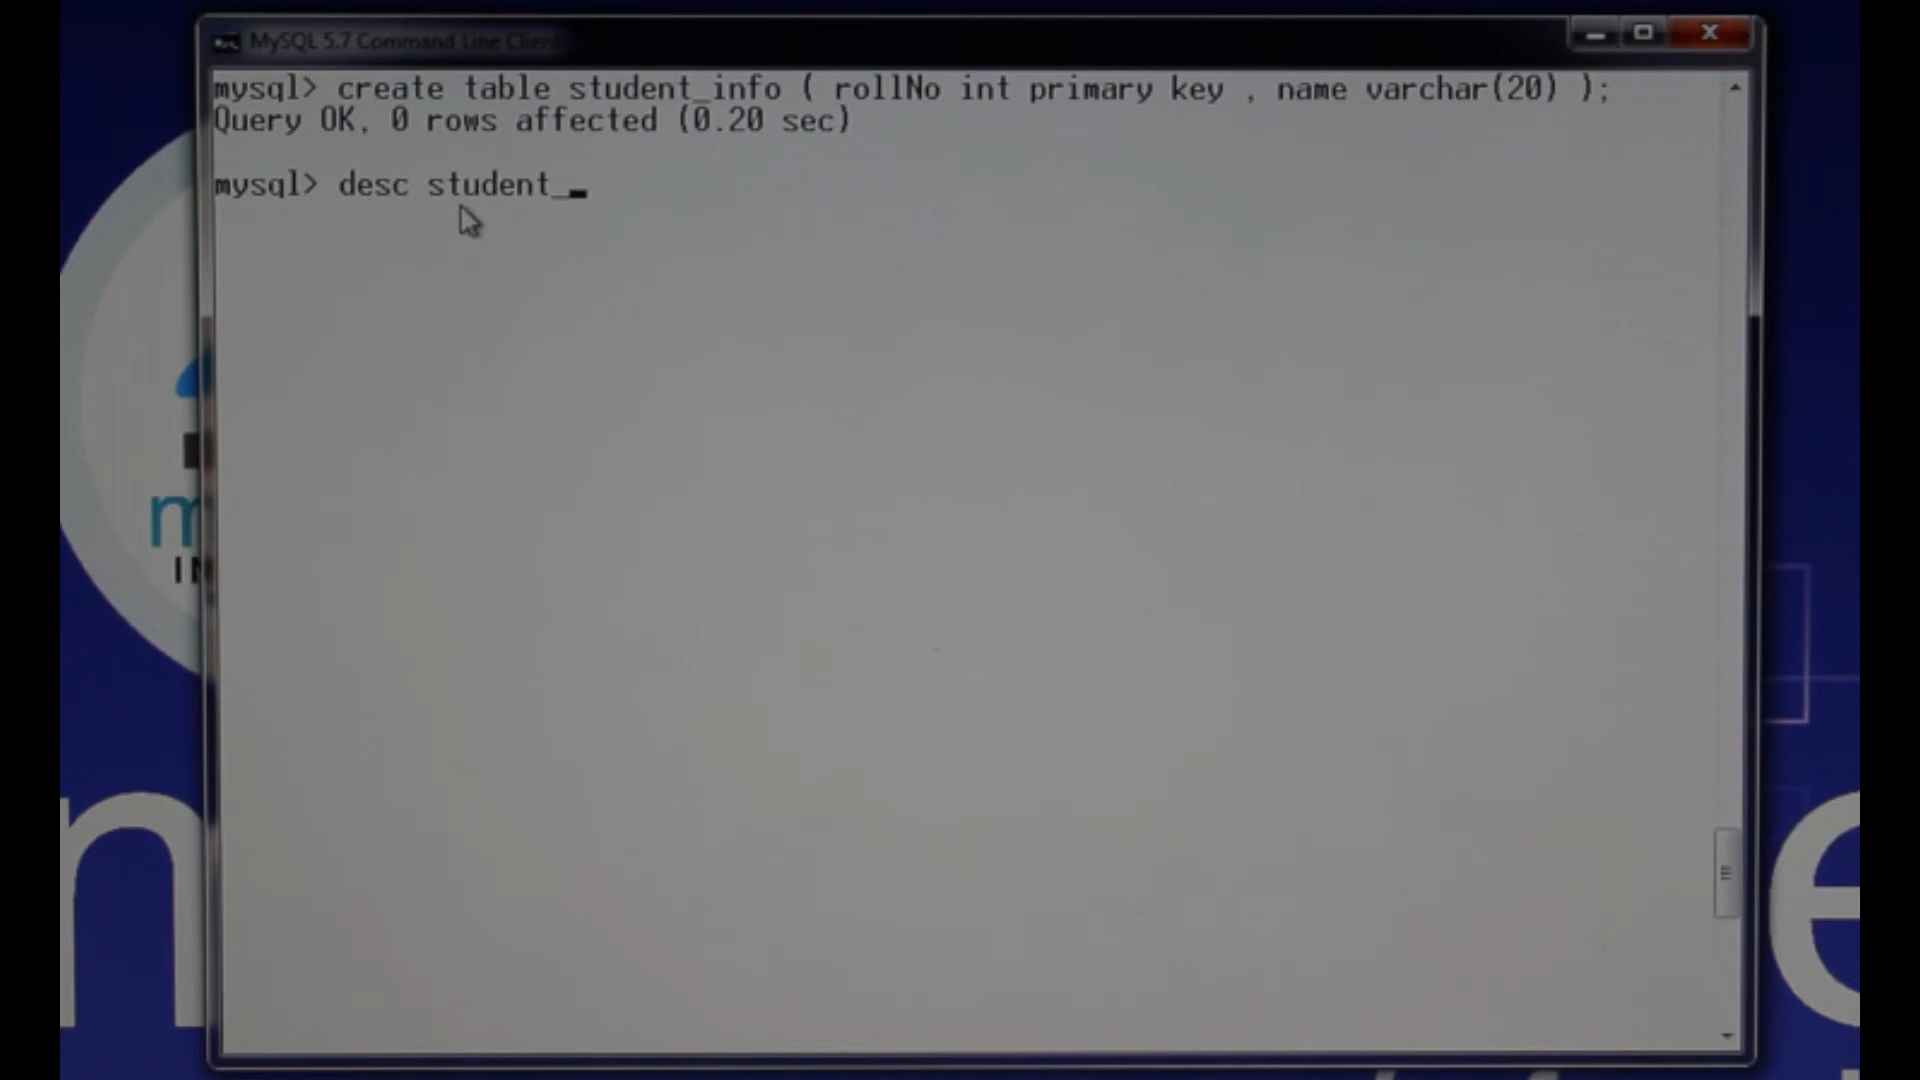 MySQL 5.7 Command Line Client
mysql> create table student_info ( rollNo int primary key , name varchar(20) );
Query OK, 0 rows affected (0.20 sec)
mysql> desc student_